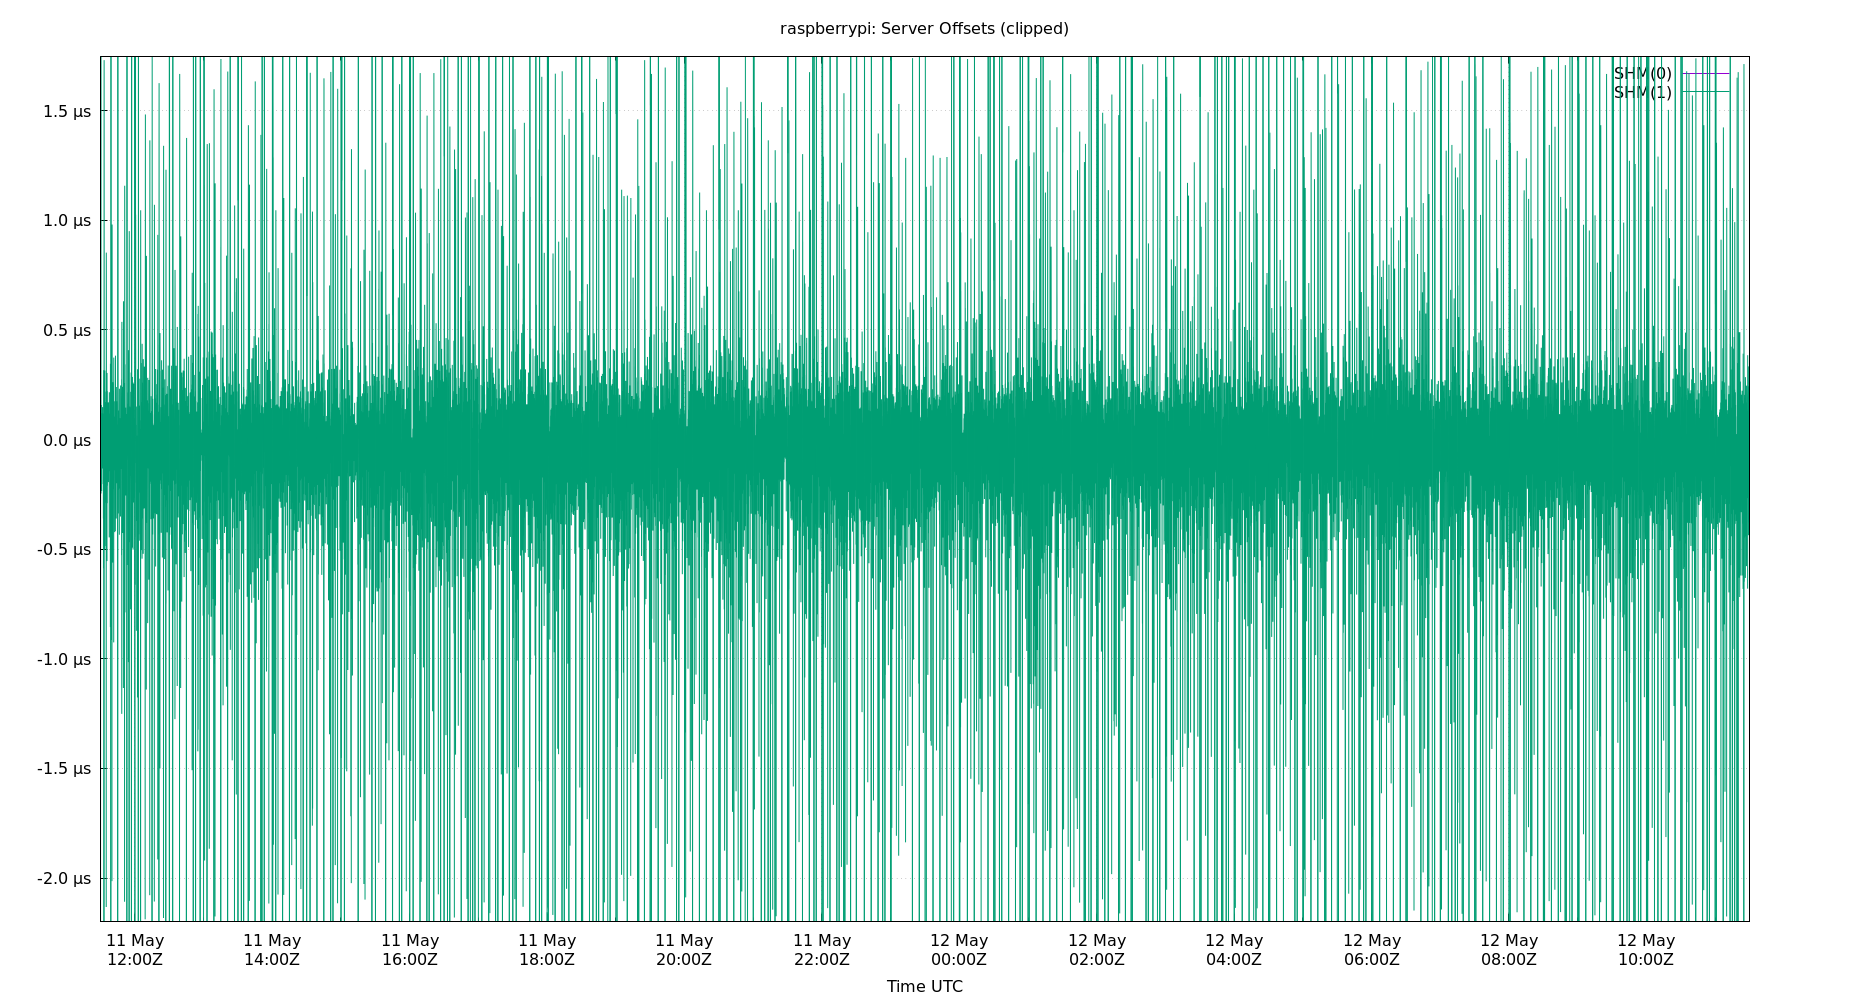 raspberrypi: Server Offsets (clipped)
SHM(0)
SHM(1)
1.5 µs
1.0 µs
0.5 µs
0.0 µs
-0.5 µs
-1.0 µs
-1.5 µs
-2.0 µs
11 May 11 May 11 May 11 May 11 May 11 May 12 May 12 May 12 May 12 May 12 May 12 May
12:00Z 14:00Z 16:00Z 18:00Z 20:00Z 22:00Z 00:00Z 02:00Z 04:00Z 06:00Z 08:00Z 10:00Z
Time UTC